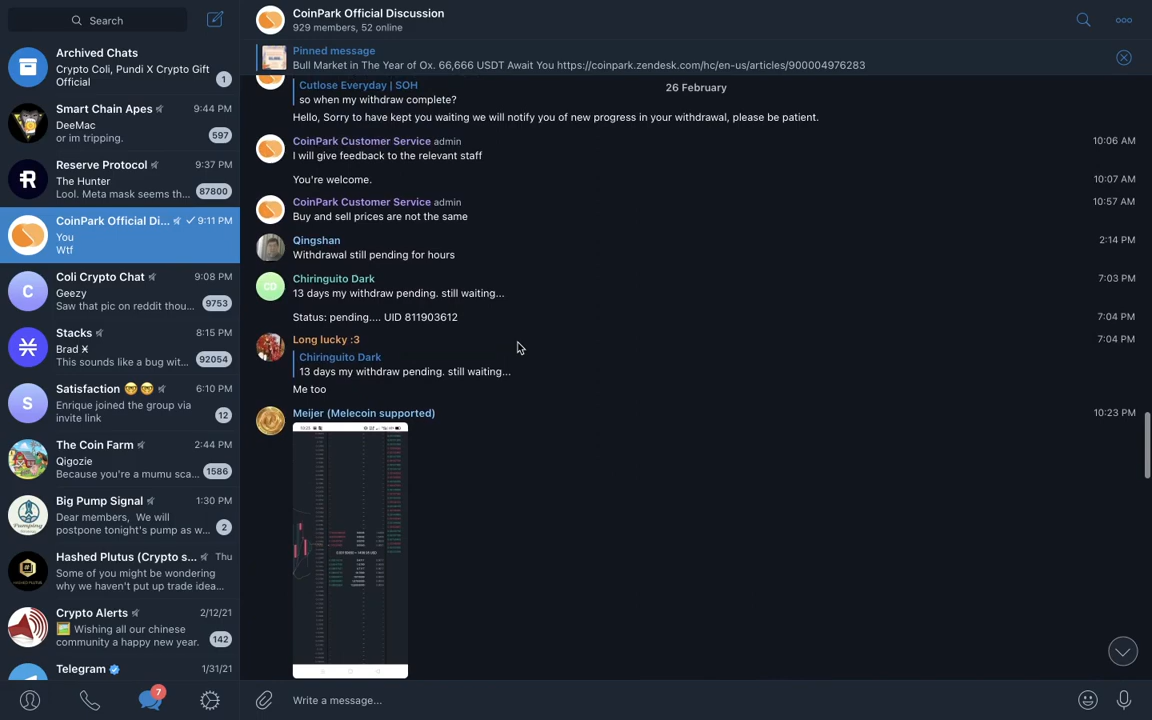 Search
CoinPark Official Discussion
929 members, 52 online
Pinned message
Bull Market in The Year of Ox. 66,666 USDT Await You https://coinpark.zendesk.com/hc/en-us/articles/900004976283
Archived Chats
Crypto Coli, Pundi X Crypto Gift
Official
1
Smart Chain Apes 9:44 PM
DeeMac
or im tripping.
597
Reserve Protocol 9:37 PM
The Hunter
Lool. Meta mask seems th...
87800
CoinPark Official Di... 9:11 PM
You
Wtf
Coli Crypto Chat 9:08 PM
Geezy
Saw that pic on reddit thou...
9753
Stacks 8:15 PM
Brad
This sounds like a bug wit...
92054
Satisfaction 🤓 🤓 6:10 PM
Enrique joined the group via
invite link
12
The Coin Farm 2:44 PM
Qigozie
Because you're a mumu sca...
1586
Big Pump Signal 1:30 PM
Dear members, We will
postpone tonight's pump as w...
2
Hashed Plutus (Crypto s... Thu
Some of you might be wondering
why we haven't put up trade idea...
Crypto Alerts 2/12/21
🖼️ Wishing all our chinese
community a happy new year.
142
Telegram 1/31/21
7
Cutlose Everyday | SOH
so when my withdraw complete?
26 February
Hello, Sorry to have kept you waiting we will notify you of new progress in your withdrawal, please be patient.
CoinPark Customer Service admin 10:06 AM
I will give feedback to the relevant staff
You're welcome. 10:07 AM
CoinPark Customer Service admin 10:57 AM
Buy and sell prices are not the same
Qingshan 2:14 PM
Withdrawal still pending for hours
CD
Chiringuito Dark 7:03 PM
13 days my withdraw pending. still waiting...
Status: pending.... UID 811903612 7:04 PM
Long lucky :3 7:04 PM
Chiringuito Dark
13 days my withdraw pending. still waiting...
Me too
Meijer (Melecoin supported) 10:23 PM
Write a message...